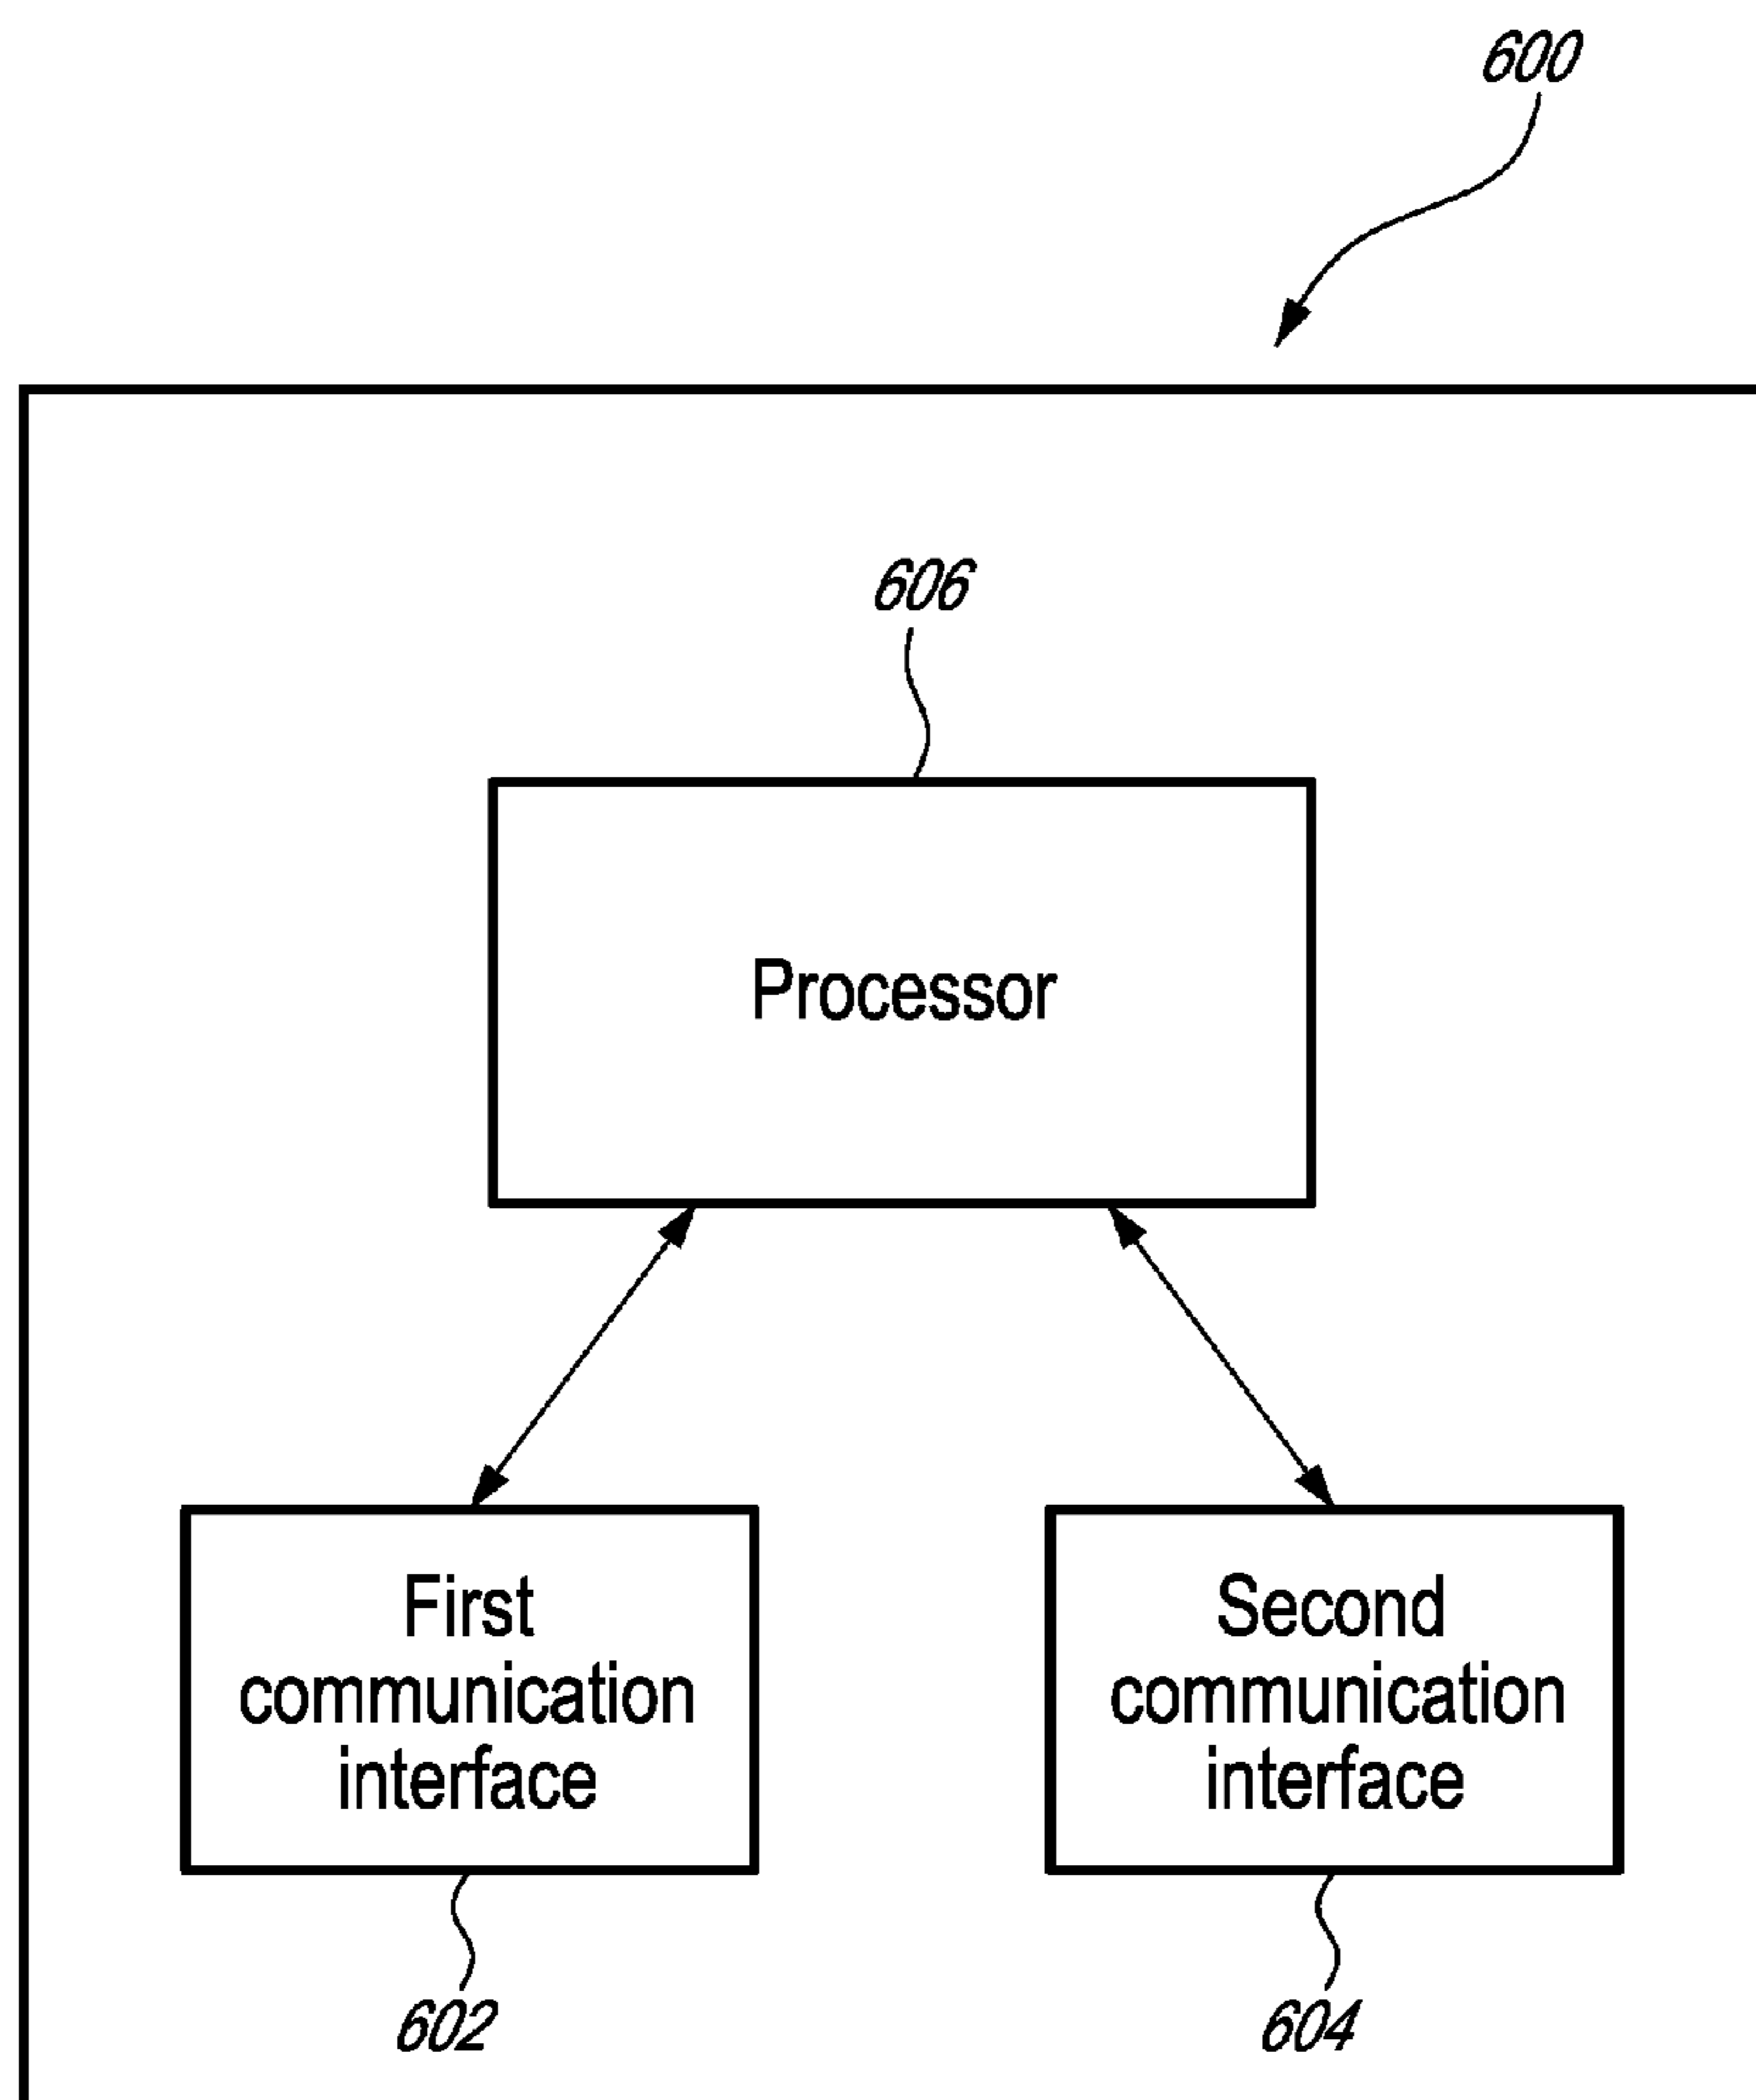 600
606
Processor
First
communication
interface
Second
communication
interface
602
604